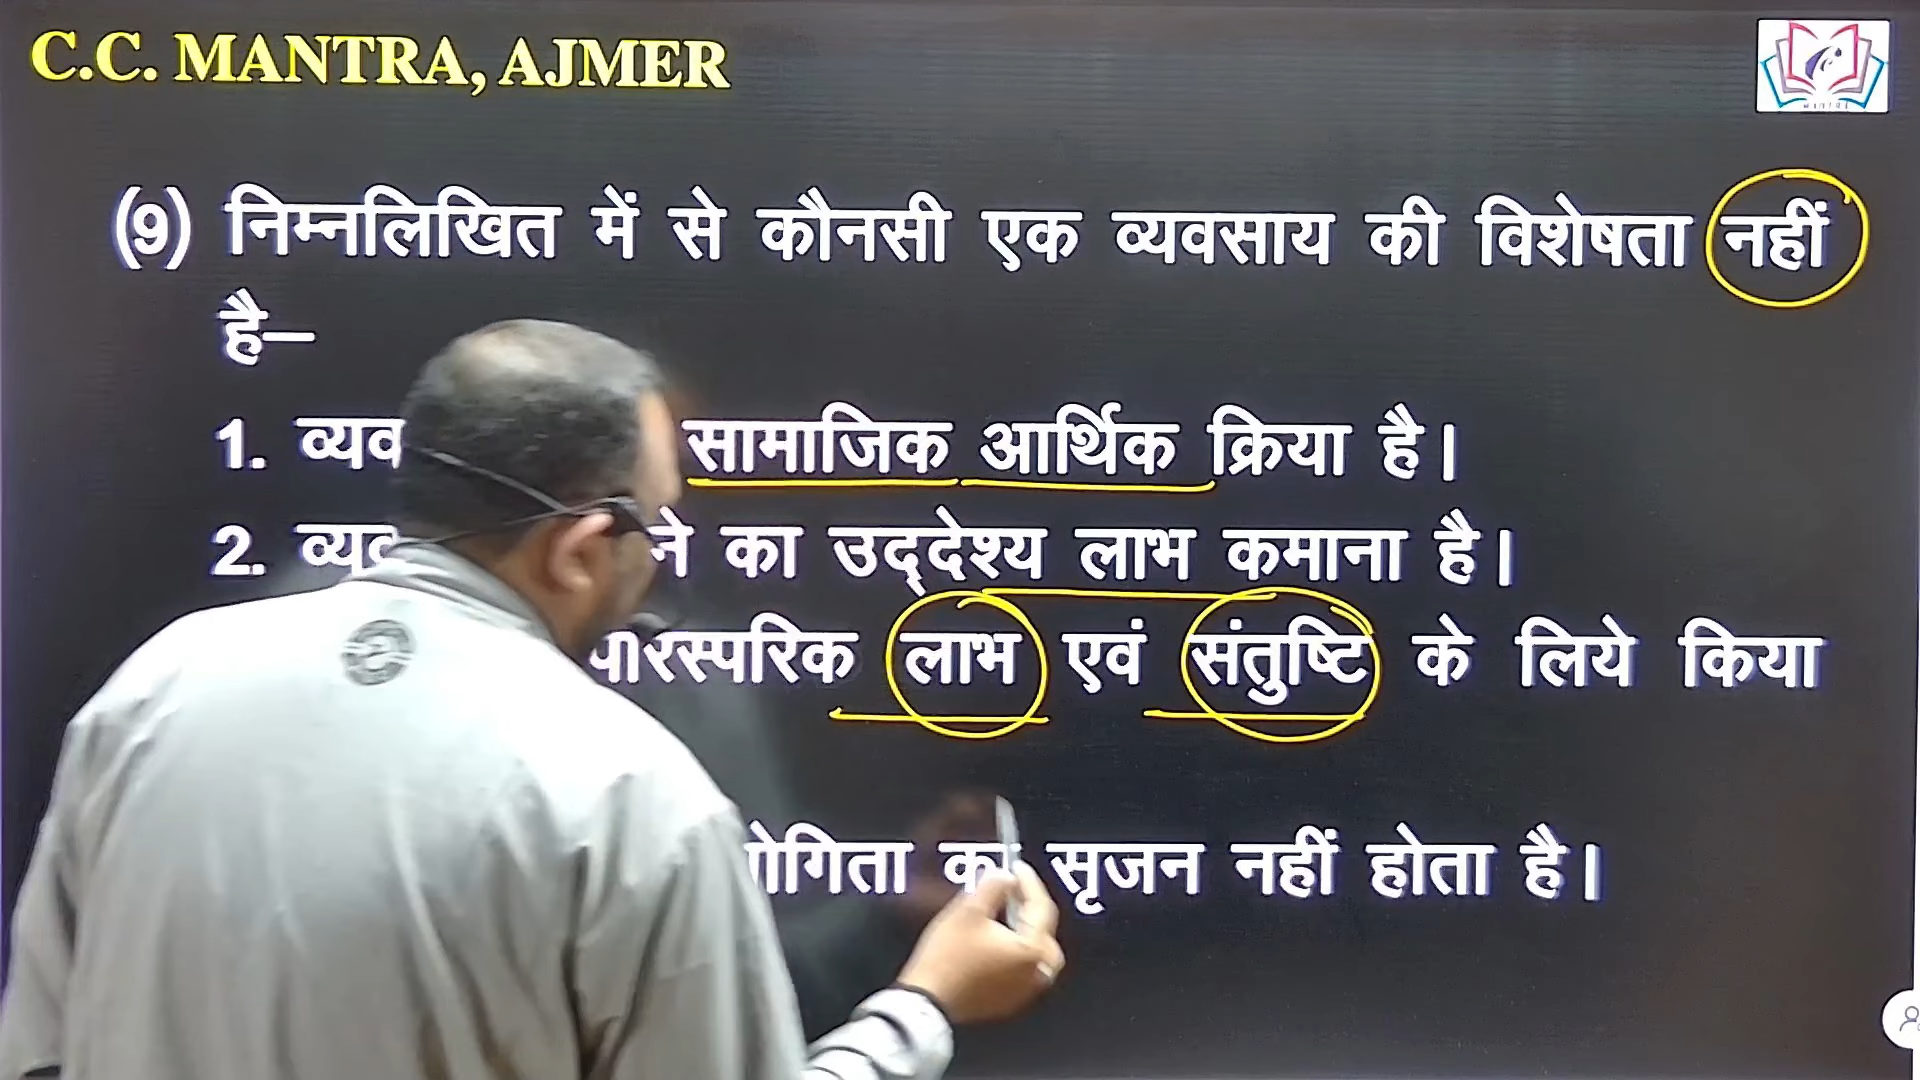 C.C. MANTRA, AJMER
(9) निम्नलिखित में से कौनसी एक व्यवसाय की विशेषता नहीं
है–
1. सामाजिक आर्थिक क्रिया है।
2. का उद्देश्य लाभ कमाना है।
पारस्परिक लाभ एवं संतुष्टि के लिये किया
का सृजन नहीं होता है।